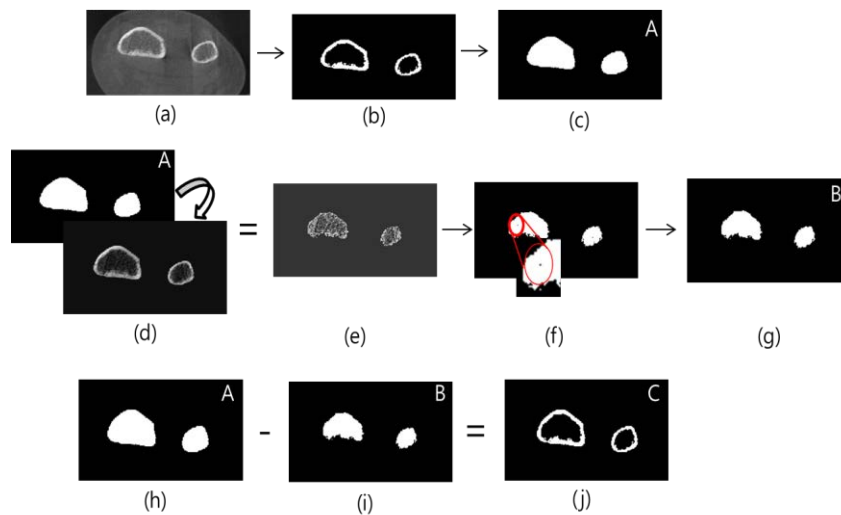 A
(a)
(b)
(c)
A
B
=
(d)
(e)
(f)
(g)
A
B
C
-
=
(h)
(i)
(j)